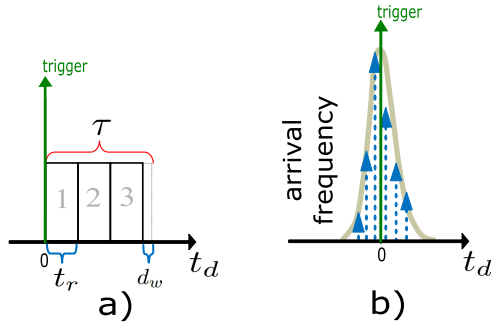 trigger
τ
1 2 3
0
t_r
d_w
t_d
a)
trigger
arrival
frequency
0
t_d
b)